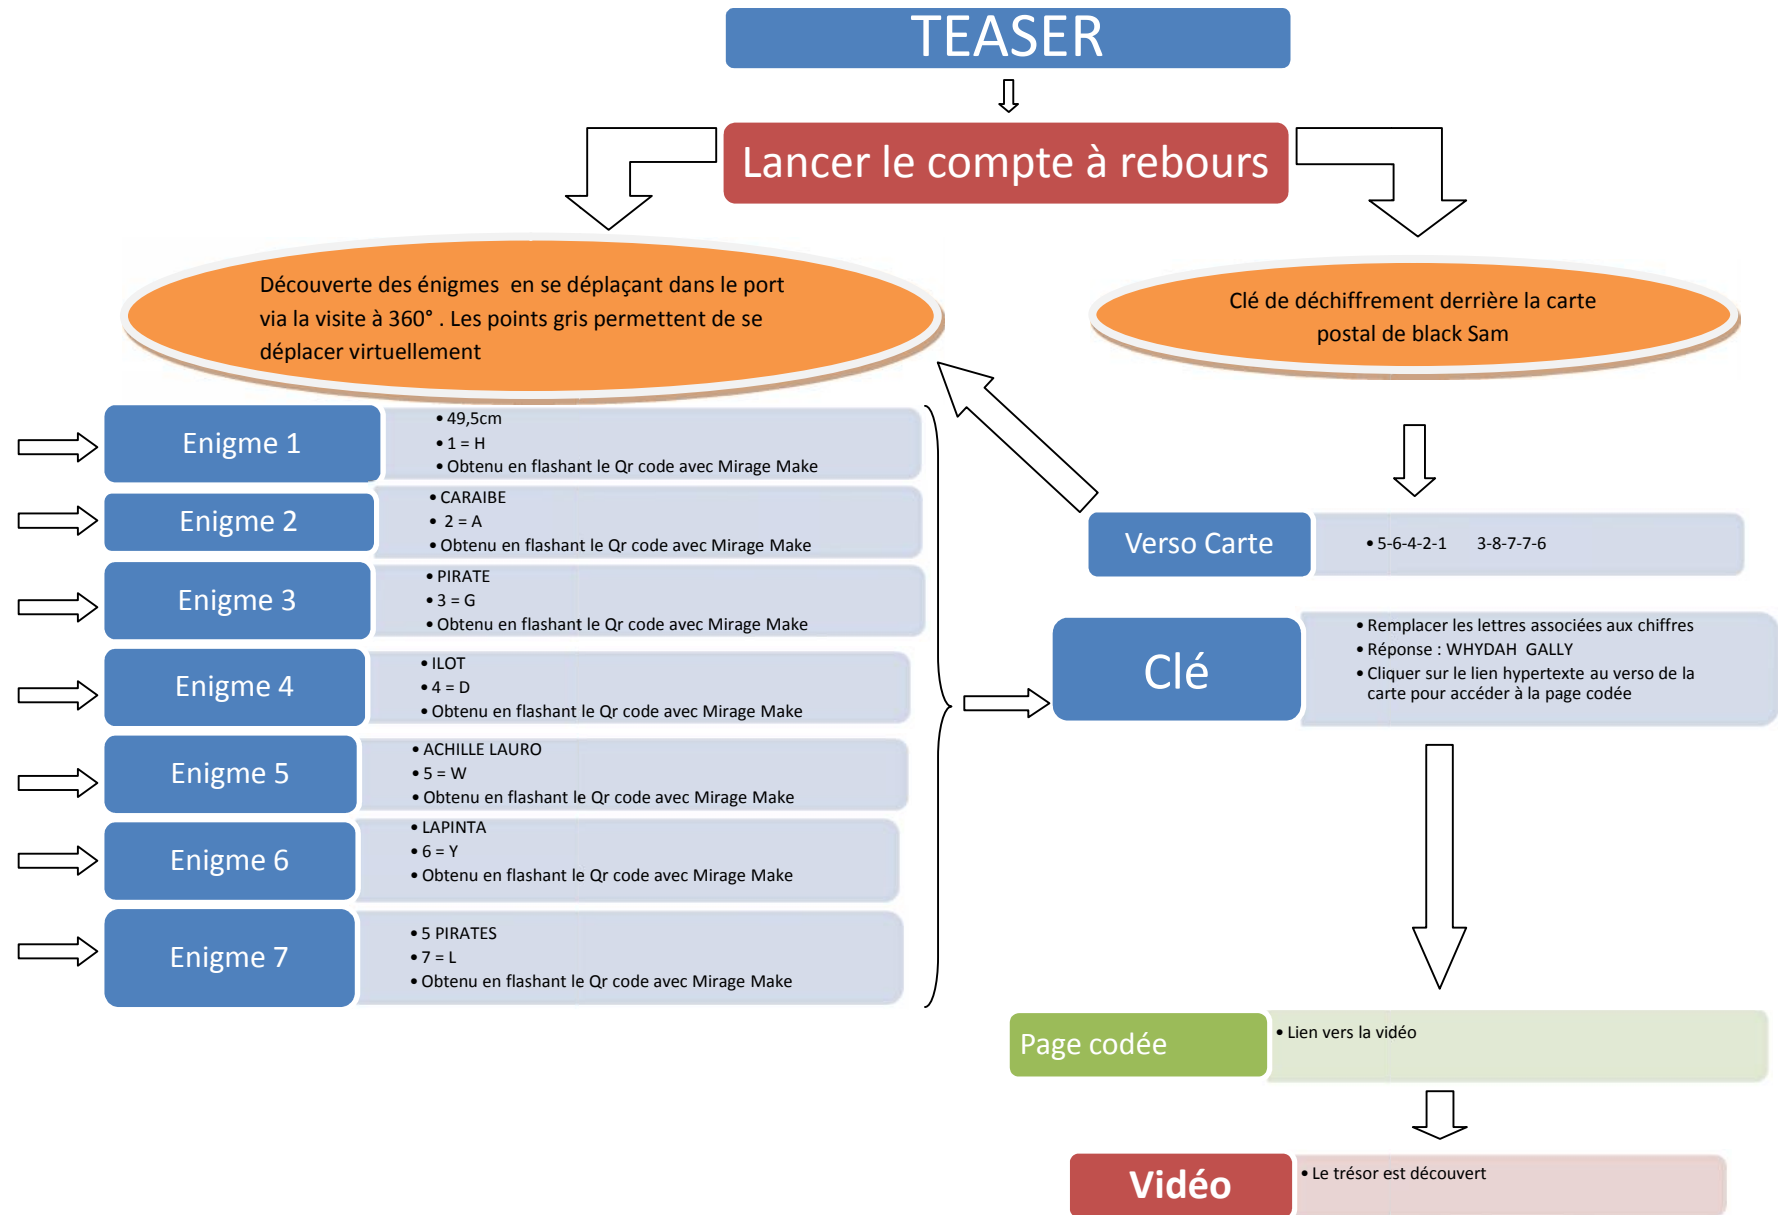 TEASER
Lancer le compte à rebours
Découverte des énigmes en se déplaçant dans le port
via la visite à 360° . Les points gris permettent de se
déplacer virtuellement
Clé de déchiffrement derrière la carte
postal de black Sam
Enigme 1
• 49,5cm
• 1 = H
• Obtenu en flashant le Qr code avec Mirage Make
Enigme 2
• CARAIBE
• 2 = A
• Obtenu en flashant le Qr code avec Mirage Make
Enigme 3
• PIRATE
• 3 = G
• Obtenu en flashant le Qr code avec Mirage Make
Enigme 4
• ILOT
• 4 = D
• Obtenu en flashant le Qr code avec Mirage Make
Enigme 5
• ACHILLE LAURO
• 5 = W
• Obtenu en flashant le Qr code avec Mirage Make
Enigme 6
• LAPINTA
• 6 = Y
• Obtenu en flashant le Qr code avec Mirage Make
Enigme 7
• 5 PIRATES
• 7 = L
• Obtenu en flashant le Qr code avec Mirage Make
Verso Carte
• 5-6-4-2-1 3-8-7-7-6
Clé
• Remplacer les lettres associées aux chiffres
• Réponse : WHYDAH GALLY
• Cliquer sur le lien hypertexte au verso de la
carte pour accéder à la page codée
Page codée
• Lien vers la vidéo
Vidéo
• Le trésor est découvert